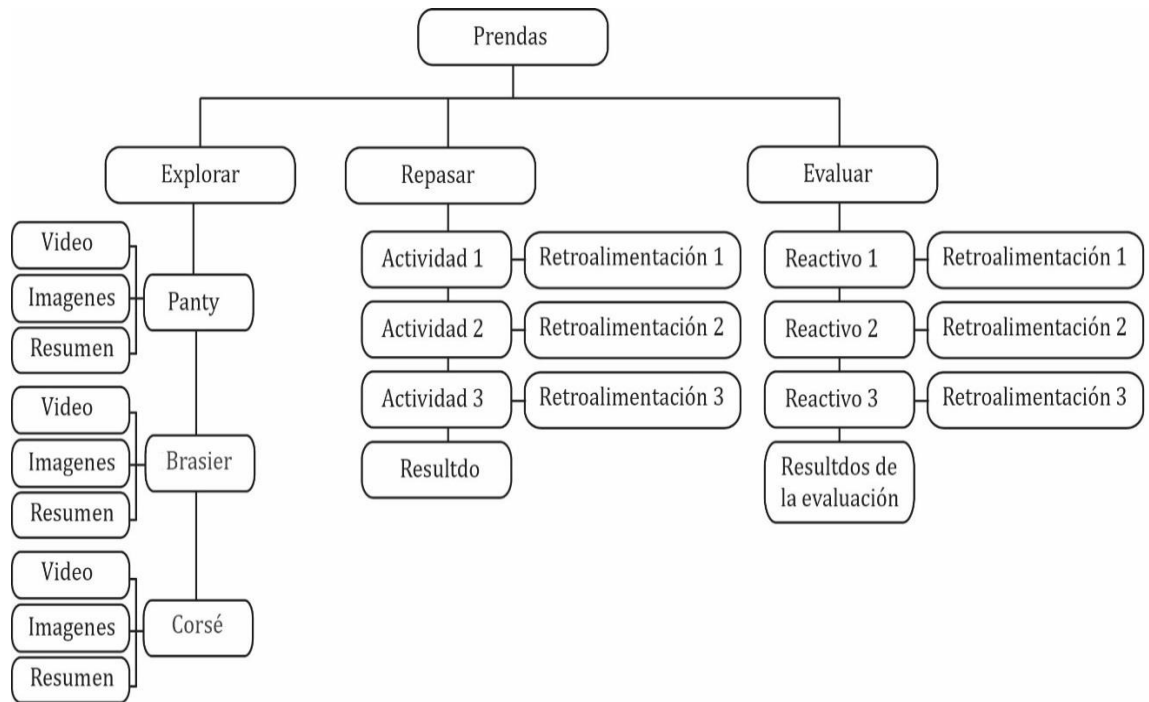 Prendas
Explorar
Repasar
Evaluar
Video
Imagenes
Resumen
Panty
Video
Imagenes
Resumen
Brasier
Video
Imagenes
Resumen
Corsé
Actividad 1
Retroalimentación 1
Actividad 2
Retroalimentación 2
Actividad 3
Retroalimentación 3
Resultdo
Reactivo 1
Retroalimentación 1
Reactivo 2
Retroalimentación 2
Reactivo 3
Retroalimentación 3
Resultdos de
la evaluación